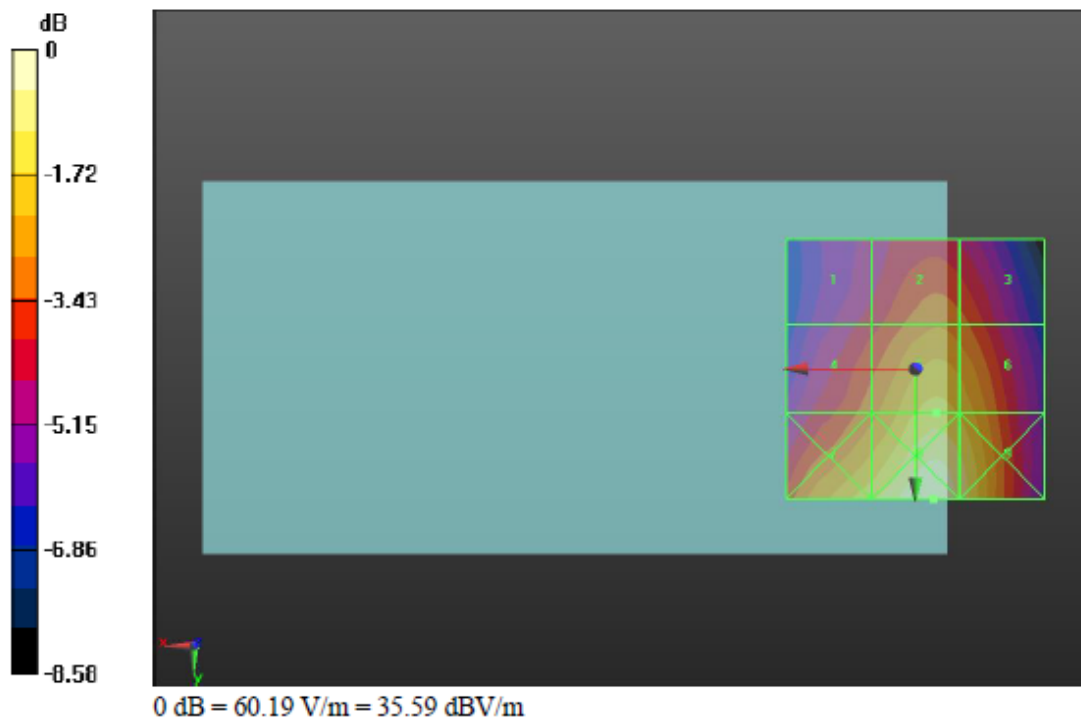 dB
0
-1.72
-3.43
-5.15
-6.86
-8.58
1 2 3
4 6
x
y
0 dB = 60.19 V/m = 35.59 dBV/m